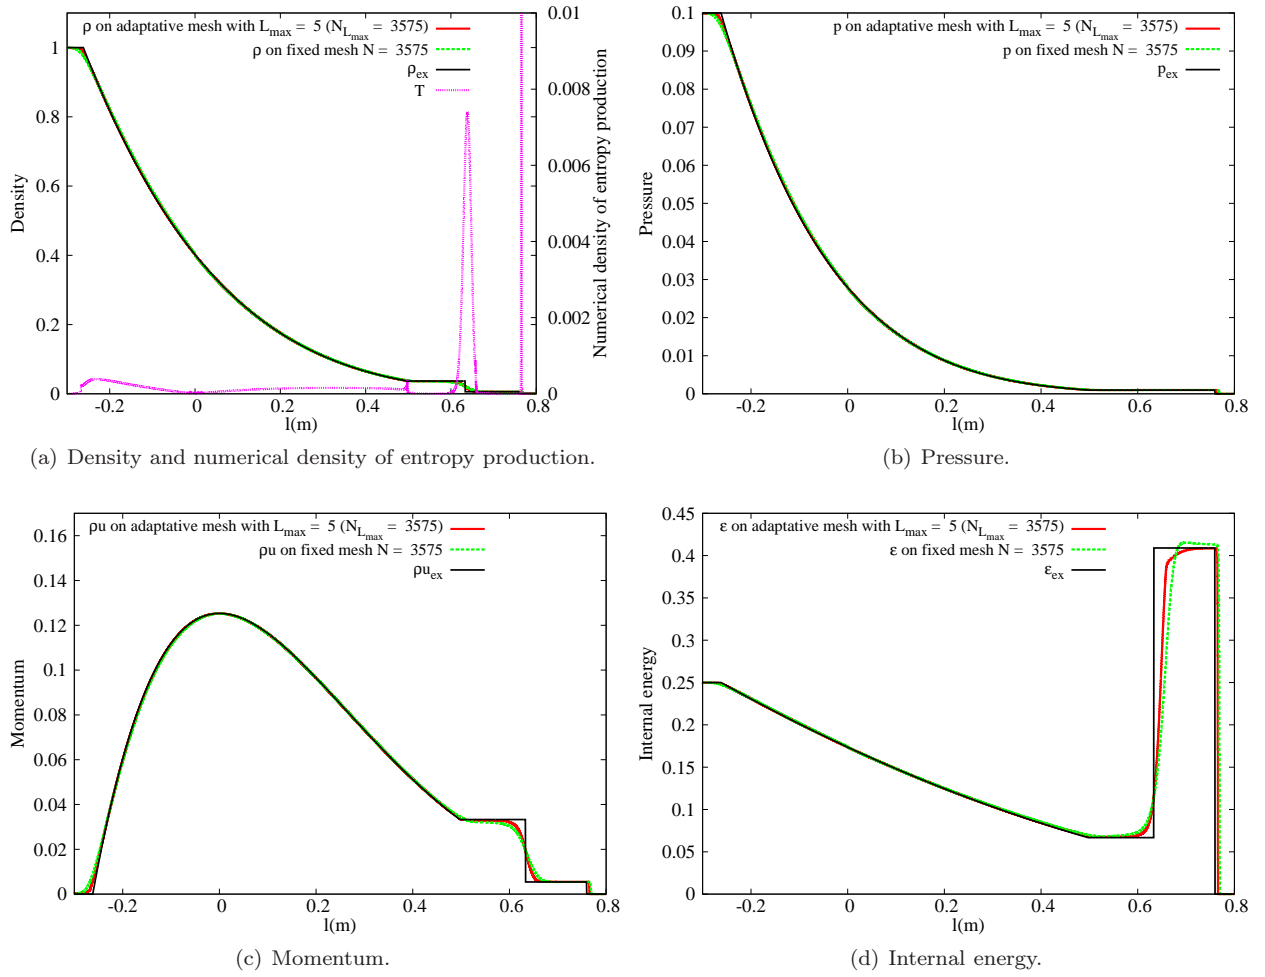 ρ on adaptative mesh with L_max = 5 (N_L_max = 3575)
ρ on fixed mesh N = 3575
ρ_ex
T
Density
0
0.2
0.4
0.6
0.8
1
-0.2
0
0.2
0.4
0.6
0.8
l(m)
0
0.002
0.004
0.006
0.008
0.01
Numerical density of entropy production
(a) Density and numerical density of entropy production.
p on adaptative mesh with L_max = 5 (N_L_max = 3575)
p on fixed mesh N = 3575
p_ex
Pressure
0
0.01
0.02
0.03
0.04
0.05
0.06
0.07
0.08
0.09
0.1
-0.2
0
0.2
0.4
0.6
0.8
l(m)
(b) Pressure.
ρu on adaptative mesh with L_max = 5 (N_L_max = 3575)
ρu on fixed mesh N = 3575
ρu_ex
Momentum
0
0.02
0.04
0.06
0.08
0.1
0.12
0.14
0.16
-0.2
0
0.2
0.4
0.6
0.8
l(m)
(c) Momentum.
ε on adaptative mesh with L_max = 5 (N_L_max = 3575)
ε on fixed mesh N = 3575
ε_ex
Internal energy
0
0.05
0.1
0.15
0.2
0.25
0.3
0.35
0.4
0.45
-0.2
0
0.2
0.4
0.6
0.8
l(m)
(d) Internal energy.